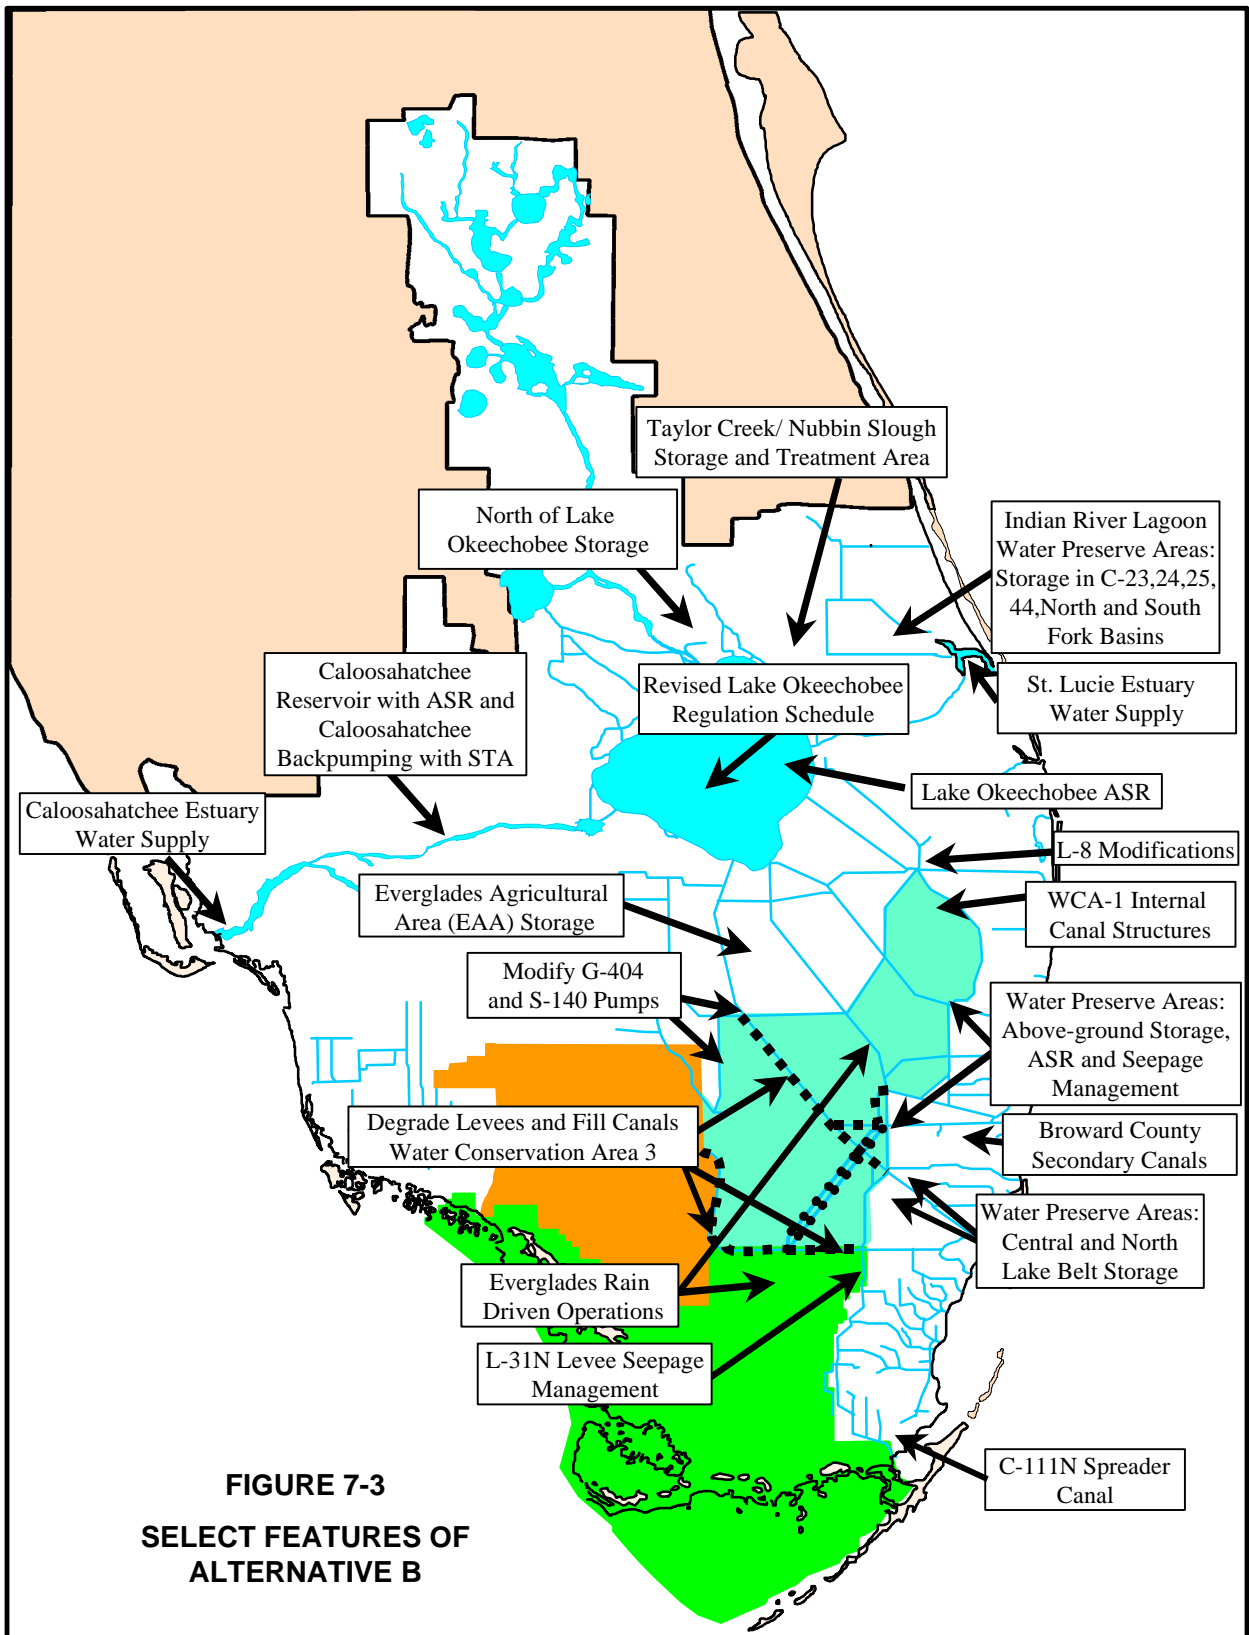 Taylor Creek/ Nubbin Slough
Storage and Treatment Area
North of Lake
Okeechobee Storage
Indian River Lagoon
Water Preserve Areas:
Storage in C-23,24,25,
44,North and South
Fork Basins
Caloosahatchee
Reservoir with ASR and
Caloosahatchee
Backpumping with STA
Revised Lake Okeechobee
Regulation Schedule
St. Lucie Estuary
Water Supply
Caloosahatchee Estuary
Water Supply
Lake Okeechobee ASR
L-8 Modifications
Everglades Agricultural
Area (EAA) Storage
WCA-1 Internal
Canal Structures
Modify G-404
and S-140 Pumps
Water Preserve Areas:
Above-ground Storage,
ASR and Seepage
Management
Degrade Levees and Fill Canals
Water Conservation Area 3
Broward County
Secondary Canals
Water Preserve Areas:
Central and North
Lake Belt Storage
Everglades Rain
Driven Operations
L-31N Levee Seepage
Management
C-111N Spreader
Canal
FIGURE 7-3
SELECT FEATURES OF
ALTERNATIVE B